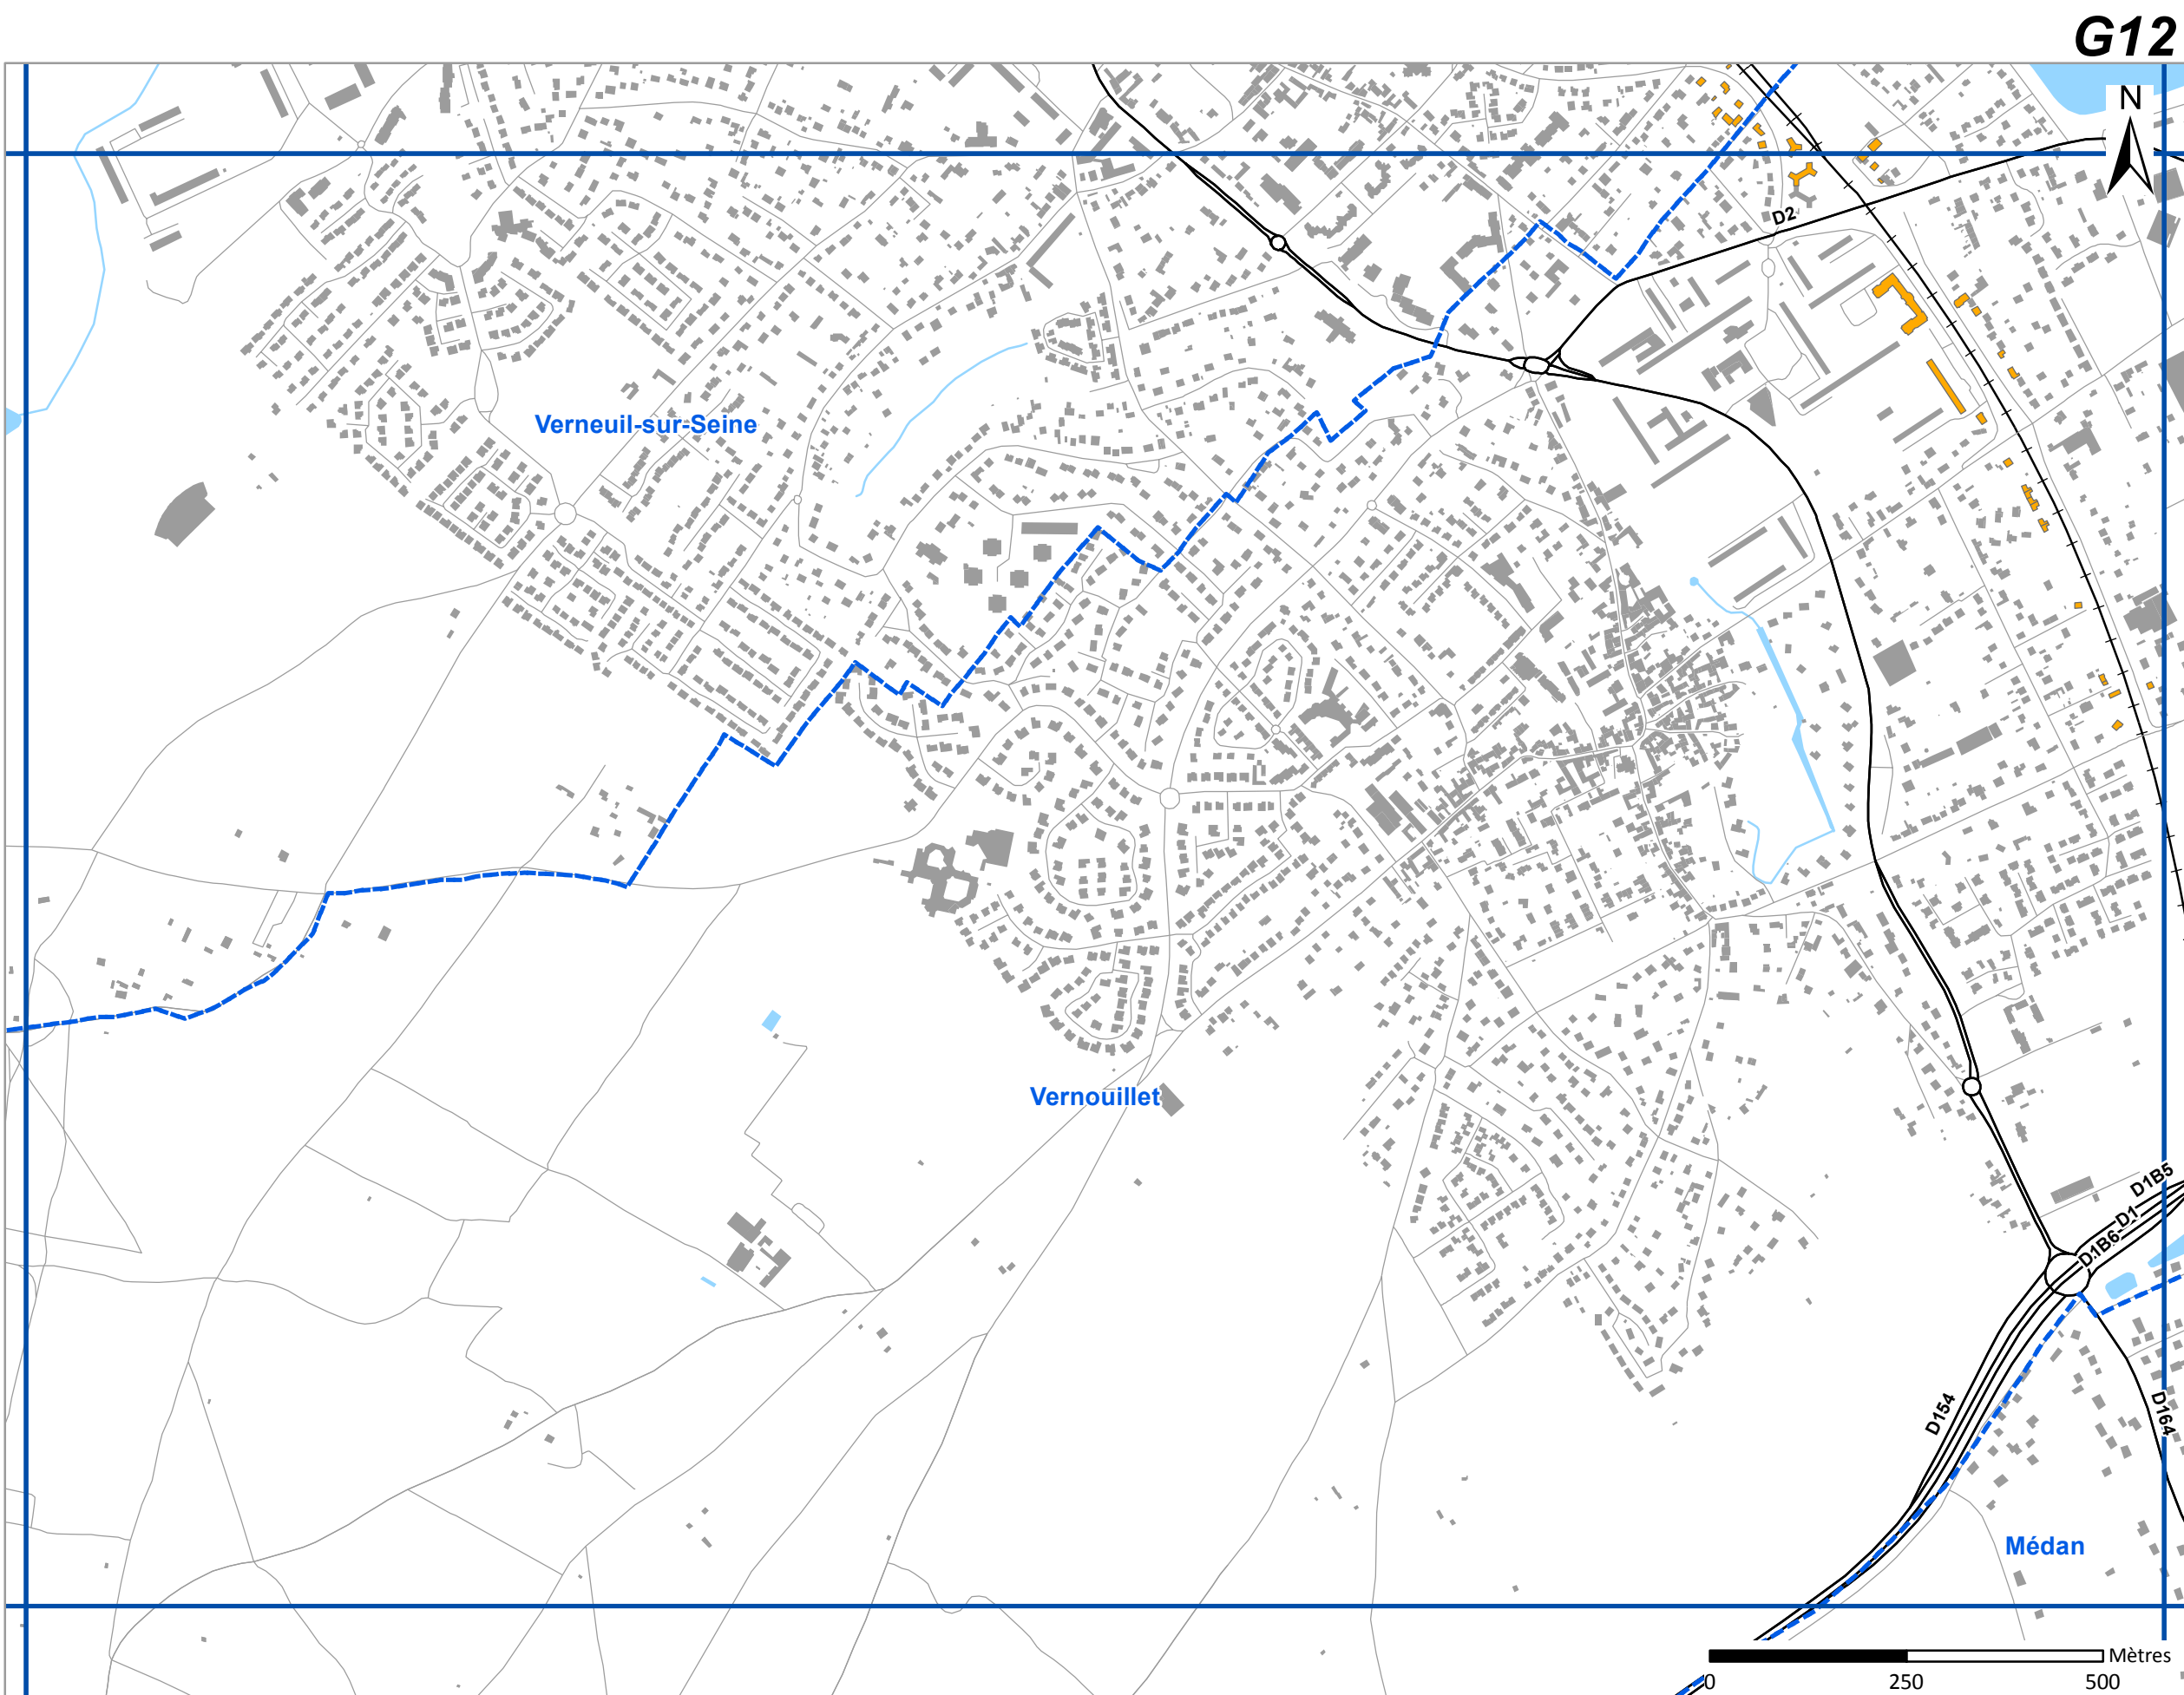 G12
N
D2
Verneuil-sur-Seine
Vernouillet
D1B5
D1
D1B6
D154
D164
Médan
Mètres
0 250 500